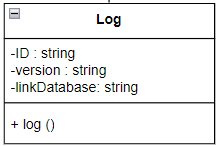 Log
-ID : string
-version : string
-linkDatabase: string
+ log ()